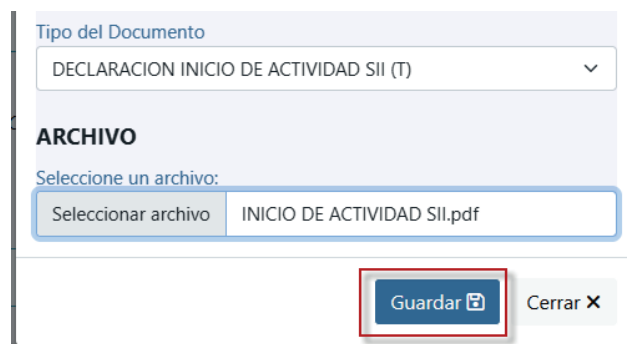 Tipo del Documento
DECLARACION INICIO DE ACTIVIDAD SII (T)
ARCHIVO
Seleccione un archivo:
Seleccionar archivo INICIO DE ACTIVIDAD SII.pdf
Guardar Cerrar